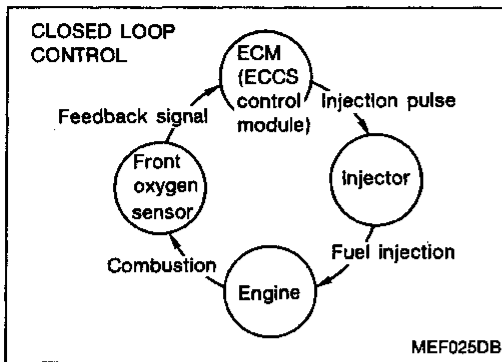 CLOSED LOOP
CONTROL
ECM
(ECCS
control
module)
Injection pulse
Injector
Fuel injection
Engine
Combustion
Front
oxygen
sensor
Feedback signal
MEF025DB